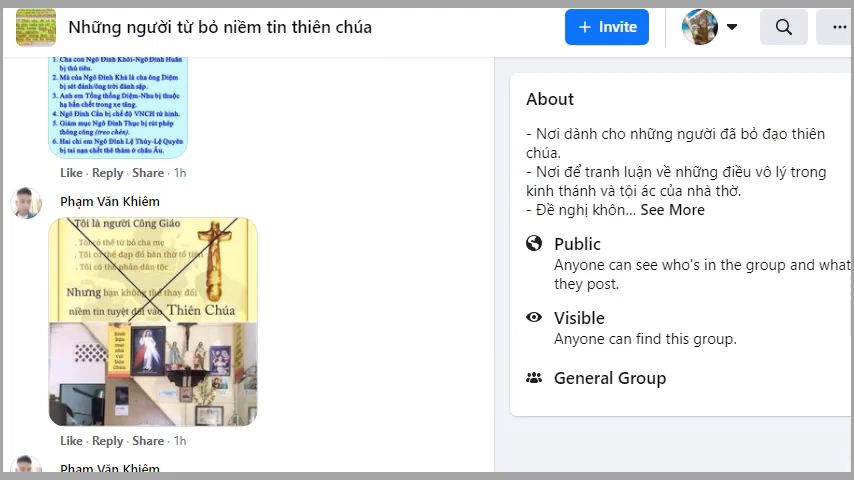 Những người từ bỏ niềm tin thiên chúa
+ Invite
1. Cha con Ngô Đình Khôi-Ngô Đình Huân
bị thủ tiêu.
2. Mả của Ngô Đình Khả là cha ông Diệm
bị sét đánh/ông trời đánh sập.
3. Anh em Tổng thống Diệm-Nhu bị thuộc
hạ bắn chết trong xe tăng.
4. Ngô Đình Cẩn bị chế độ VNCH tử hình.
5. Giám mục Ngô Đình Thục bị rút phép
thông công (treo chén).
6. Hai chị em Ngô Đình Lệ Thủy-Lệ Quyên
bị tai nạn chết thê thảm ở châu Âu.
Like · Reply · Share · 1h
Phạm Văn Khiêm
Tôi là người Công Giáo
. Tôi có thể từ bỏ cha mẹ
. Tôi có thể đạp đổ bàn thờ tổ tiên
. Tôi có thể phản dân tộc
Nhưng bạn không thể thay đổi
niềm tin tuyệt đối vào Thiên Chúa
Like · Reply · Share · 1h
Phạm Văn Khiêm
About
- Nơi dành cho những người đã bỏ đạo thiên
chúa.
- Nơi để tranh luận về những điều vô lý trong
kinh thánh và tội ác của nhà thờ.
- Đề nghị khôn... See More
Public
Anyone can see who's in the group and what
they post.
Visible
Anyone can find this group.
General Group